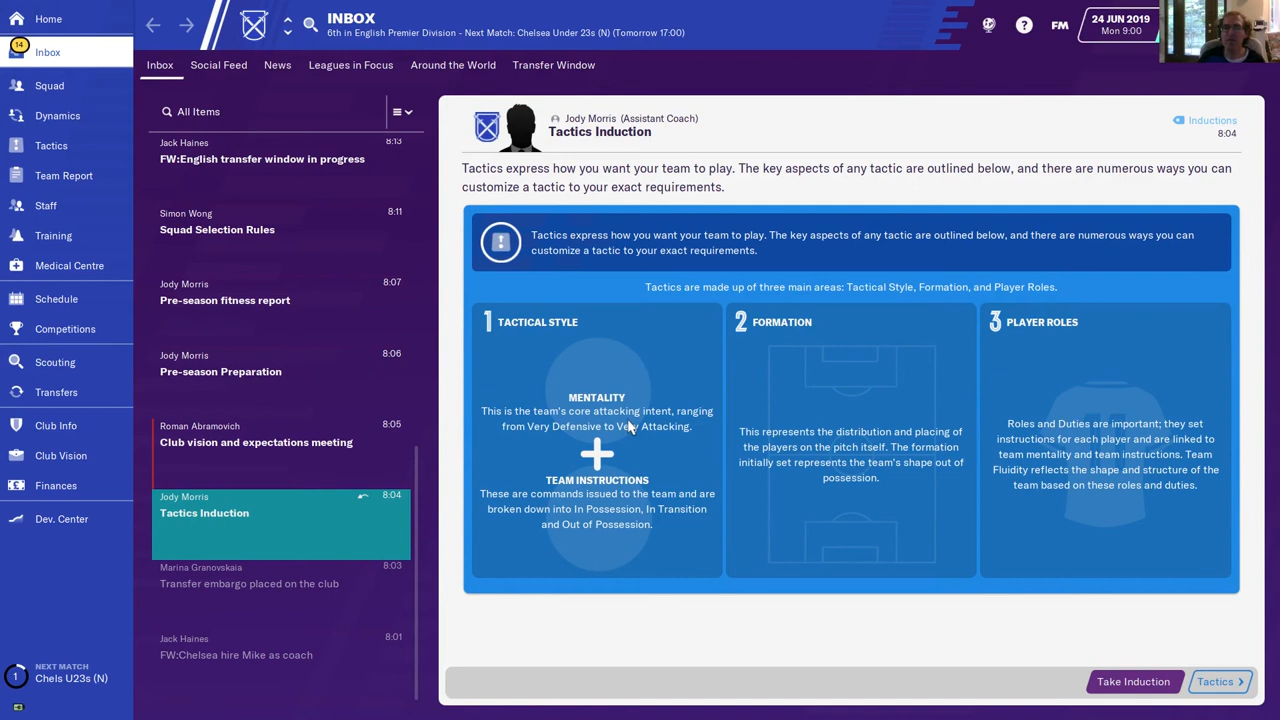 Home
14
Inbox
Squad
Dynamics
Tactics
Team Report
Staff
Training
Medical Centre
Schedule
Competitions
Scouting
Transfers
Club Info
Club Vision
Finances
Dev. Center
1
NEXT MATCH
Chels U23s (N)
INBOX
6th in English Premier Division - Next Match: Chelsea Under 23s (N) (Tomorrow 17:00)
?
FM
24 JUN 2019
Mon 9:00
Inbox
Social Feed
News
Leagues in Focus
Around the World
Transfer Window
All Items
Jack Haines
8:13
FW:English transfer window in progress
Simon Wong
8:11
Squad Selection Rules
Jody Morris
8:07
Pre-season fitness report
Jody Morris
8:06
Pre-season Preparation
Roman Abramovich
8:05
Club vision and expectations meeting
Jody Morris
8:04
Tactics Induction
Marina Granovskaia
8:03
Transfer embargo placed on the club
Jack Haines
8:01
FW:Chelsea hire Mike as coach
Jody Morris (Assistant Coach)
Tactics Induction
Inductions
8:04
Tactics express how you want your team to play. The key aspects of any tactic are outlined below, and there are numerous ways you can
customize a tactic to your exact requirements.
Tactics express how you want your team to play. The key aspects of any tactic are outlined below, and there are numerous ways you can
customize a tactic to your exact requirements.
Tactics are made up of three main areas: Tactical Style, Formation, and Player Roles.
1 TACTICAL STYLE
MENTALITY
This is the team's core attacking intent, ranging
from Very Defensive to Very Attacking.
TEAM INSTRUCTIONS
These are commands issued to the team and are
broken down into In Possession, In Transition
and Out of Possession.
2 FORMATION
This represents the distribution and placing of
the players on the pitch itself. The formation
initially set represents the team's shape out of
possession.
3 PLAYER ROLES
Roles and Duties are important; they set
instructions for each player and are linked to
team mentality and team instructions. Team
Fluidity reflects the shape and structure of the
team based on these roles and duties.
Take Induction
Tactics